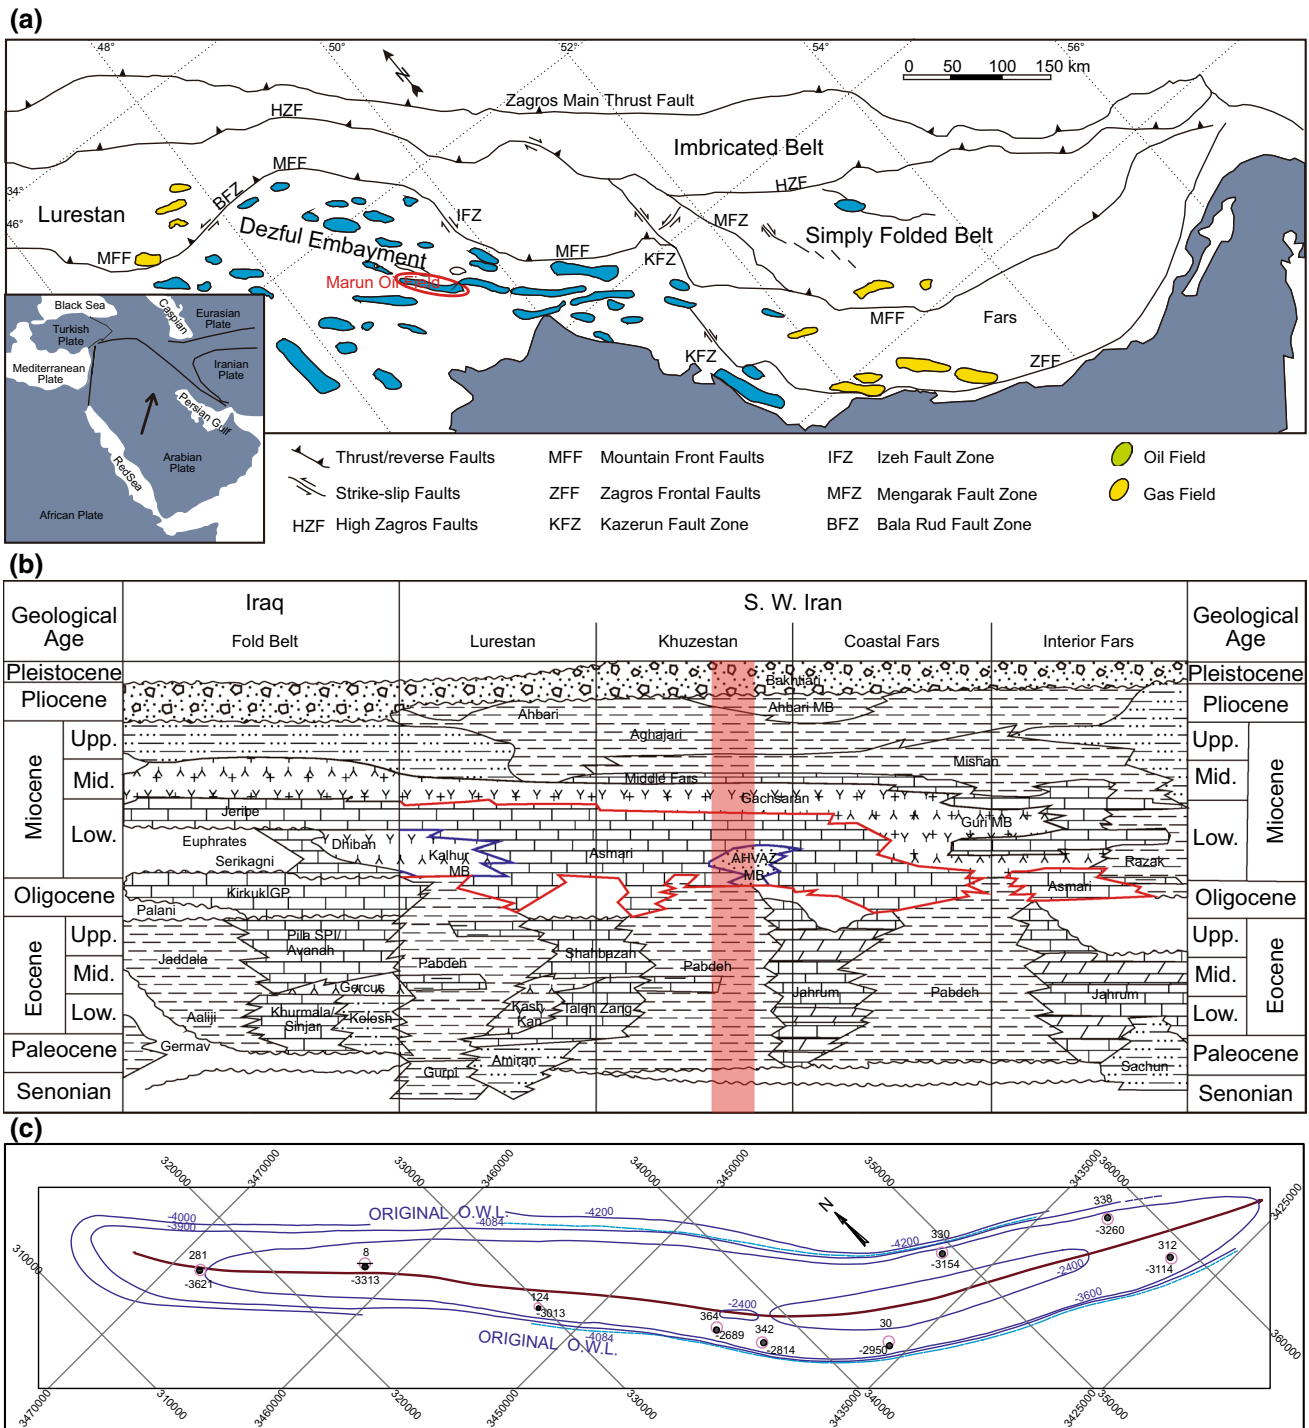 (a)
48°
50°
52°
54°
56°
N
0 50 100 150 km
Zagros Main Thrust Fault
HZF
Imbricated Belt
MFF
HZF
34°
BFZ
Lurestan
46°
IFZ
MFZ
Dezful Embayment
Simply Folded Belt
MFF
MFF
KFZ
Marun Oil Field
MFF
Fars
KFZ
ZFF
Black Sea
Caspian
Eurasian
Plate
Turkish
Plate
Mediterranean
Plate
Iranian
Plate
Persian Gulf
Arabian
Plate
RedSea
African Plate
Thrust/reverse Faults
MFF Mountain Front Faults
IFZ Izeh Fault Zone
Oil Field
Strike-slip Faults
ZFF Zagros Frontal Faults
MFZ Mengarak Fault Zone
Gas Field
HZF High Zagros Faults
KFZ Kazerun Fault Zone
BFZ Bala Rud Fault Zone
(b)
Geological
Age
Iraq
S. W. Iran
Geological
Age
Fold Belt
Lurestan
Khuzestan
Coastal Fars
Interior Fars
Pleistocene
Bakhtiari
Pleistocene
Pliocene
Ahbari
Ahbari MB
Pliocene
Miocene
Upp.
Aghajari
Upp.
Miocene
Mishan
Mid.
Middle Fars
Mid.
Gachsaran
Jeribe
Guri MB
Low.
Euphrates
Dhiban
Low.
Serikagni
Kalhur
MB
Asmari
AHVAZ
MB
Razak
Oligocene
KirkukIGP
Asmari
Oligocene
Palani
Eocene
Upp.
Pila SPI/
Avanah
Upp.
Eocene
Jaddala
Shahbazah
Mid.
Pabdeh
Pabdeh
Mid.
Gercus
Jahrum
Pabdeh
Jahrum
Low.
Aaliji
Khurmala/
Sinjar
Kolosh
Kash
Kan
Taleh Zang
Low.
Paleocene
Germav
Amiran
Paleocene
Gurpi
Sachun
Senonian
Senonian
(c)
320000
3470000
330000
3460000
340000
3450000
350000
3435000
360000
3425000
310000
N
ORIGINAL O.W.L.
-4000
-3900
-4084
-4200
-4200
338
-3260
330
-3154
312
-3114
281
-3621
8
-3313
-2400
-2400
-3600
124
-3013
364
-2689
342
-2814
30
-2950
ORIGINAL O.W.L.
-4084
360000
3470000
310000
3460000
320000
3450000
330000
3435000
340000
3425000
350000